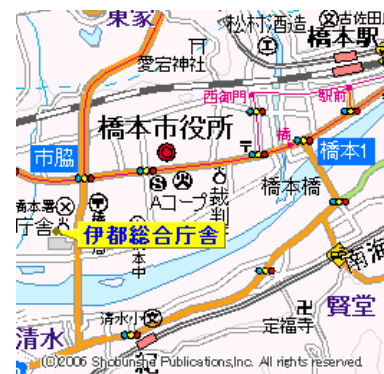 東家
松村酒造
古佐田
橋本駅
愛宕神社
西御門
駅前
橋本市役所
橋
橋本1
市脇
Aコープ
裁判
橋本橋
橋本署
庁舎
伊都総合庁舎
南海
賢堂
清水小
定福寺
清水
紀
(C)2006 Shobunsha Publications,Inc. All rights reserved.